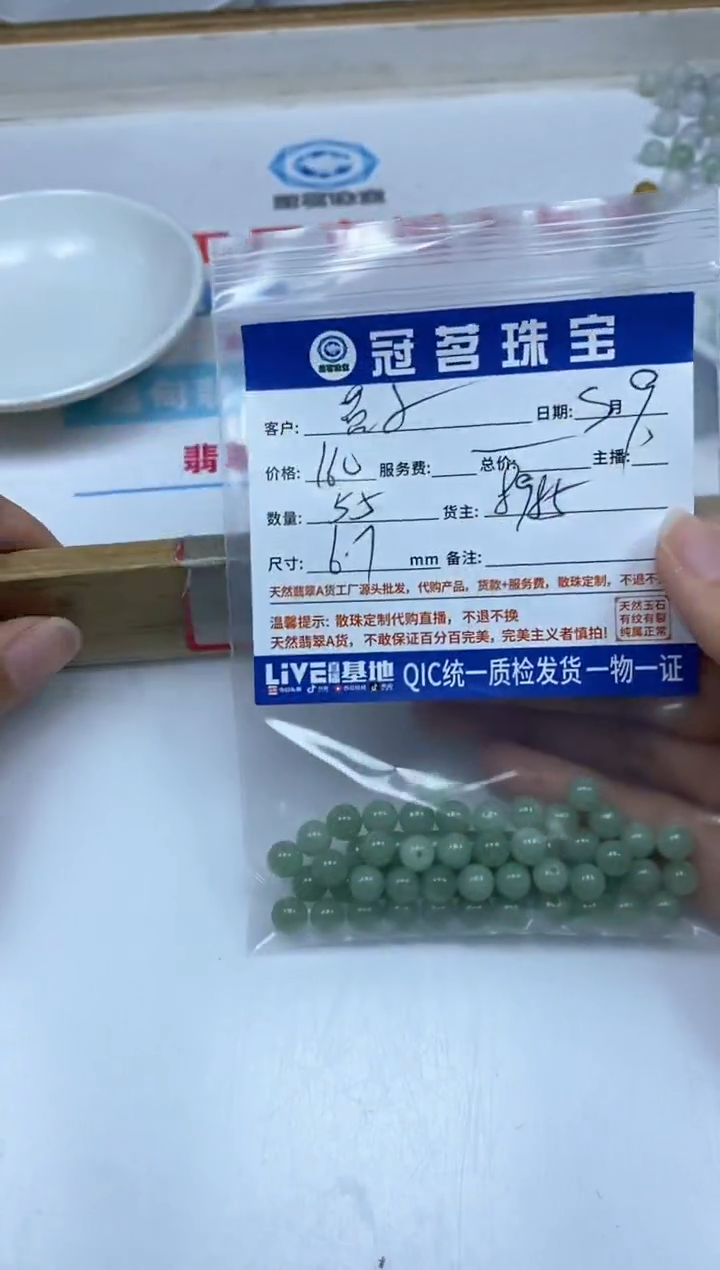 冠茗珠宝
客户:
日期: 5月9
价格: 160 服务费: 总价: 主播:
数量: 55 货主:
尺寸: 6.7 mm 备注:
天然翡翠A货工厂源头批发，代购产品，货款+服务费，散珠定制，不退不
温馨提示: 散珠定制代购直播，不退不换
天然翡翠A货，不敢保证百分百完美，完美主义者慎拍!
天然玉石
有纹有裂
纯属正常
LIVE直播基地 QIC统一质检发货 一物一证
翡